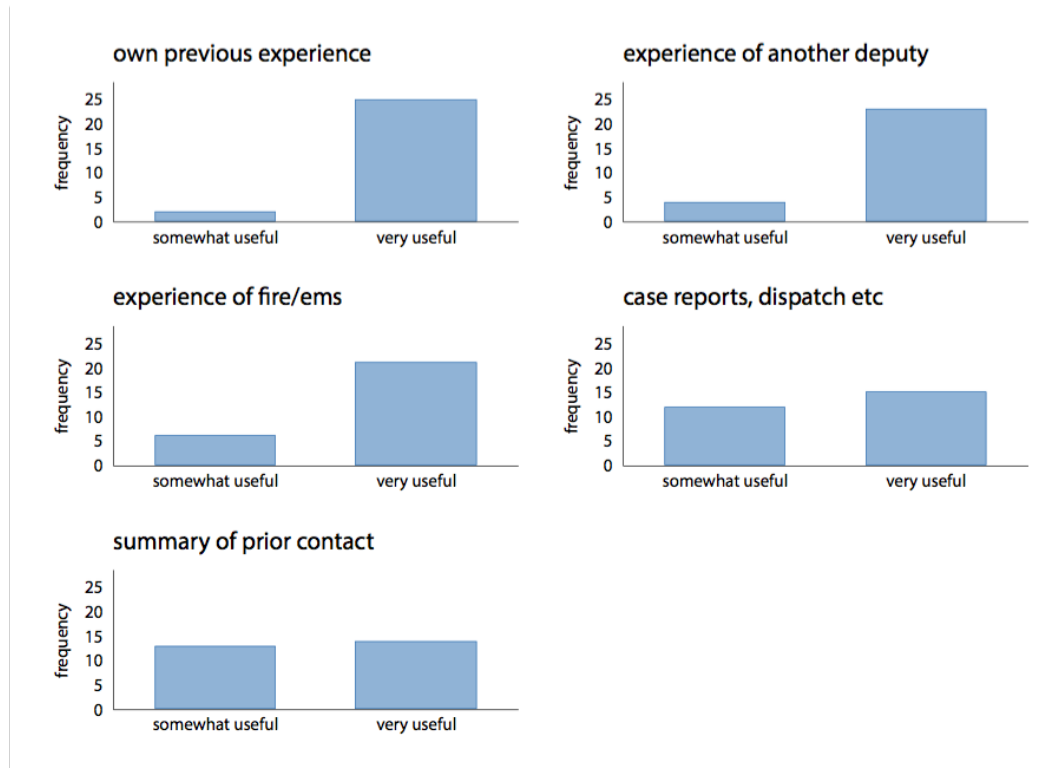 own previous experience
frequency
25
20
15
10
5
0
somewhat useful very useful
experience of another deputy
frequency
25
20
15
10
5
0
somewhat useful very useful
experience of fire/ems
frequency
25
20
15
10
5
0
somewhat useful very useful
case reports, dispatch etc
frequency
25
20
15
10
5
0
somewhat useful very useful
summary of prior contact
frequency
25
20
15
10
5
0
somewhat useful very useful